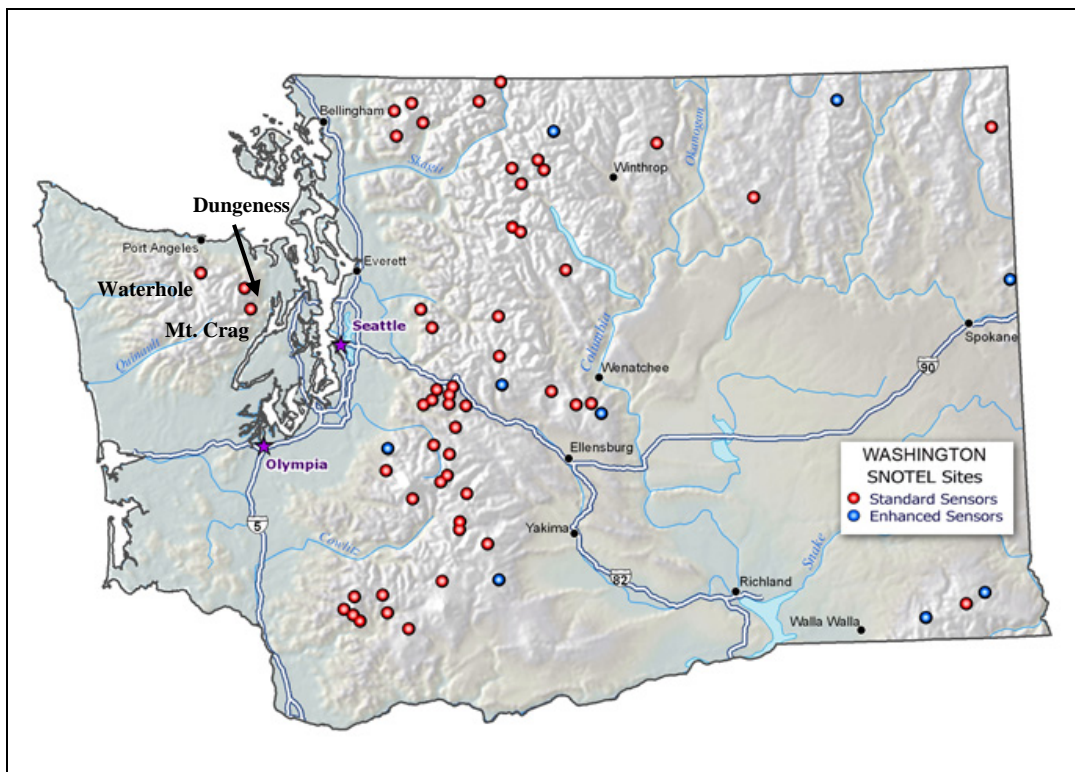 Bellingham
Skagit
Okanogan
Winthrop
Dungeness
Port Angeles
Everett
Waterhole
Mt. Crag
Seattle
Quinault
Columbia
Spokane
Wenatchee
90
Ellensburg
Olympia
WASHINGTON
SNOTEL Sites
Standard Sensors
Enhanced Sensors
5
Yakima
Cowlitz
Snake
82
Richland
Walla Walla